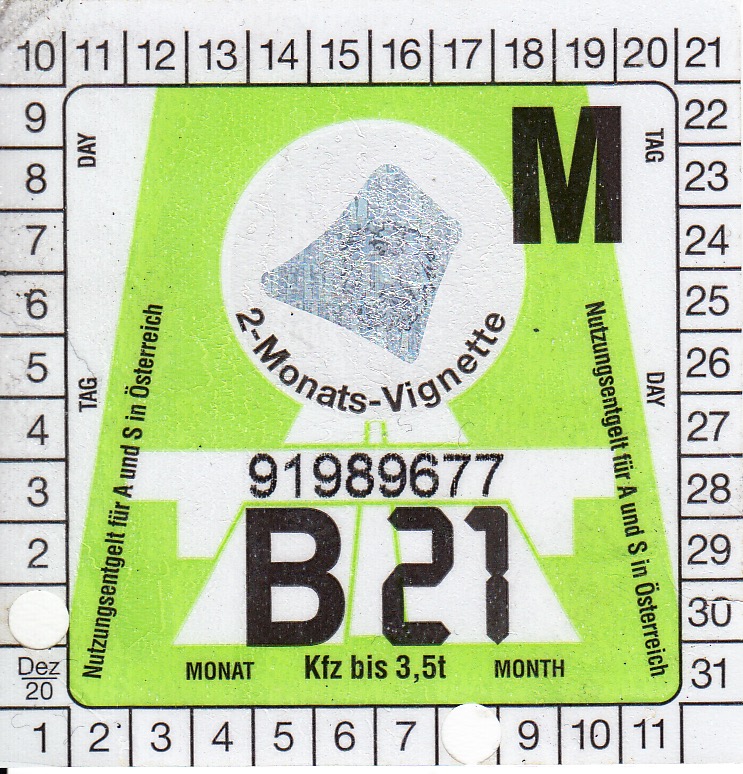 10 11 12 13 14 15 16 17 18 19 20 21
9 22
8 23
7 24
6 25
5 26
4 27
3 28
2 29
30
Dez
20
31
1 2 3 4 5 6 7 9 10 11
DAY
TAG
M
2-Monats-Vignette
TAG
DAY
Nutzungsentgelt für A und S in Österreich
Nutzungsentgelt für A und S in Österreich
91989677
B 21
MONAT Kfz bis 3,5t MONTH